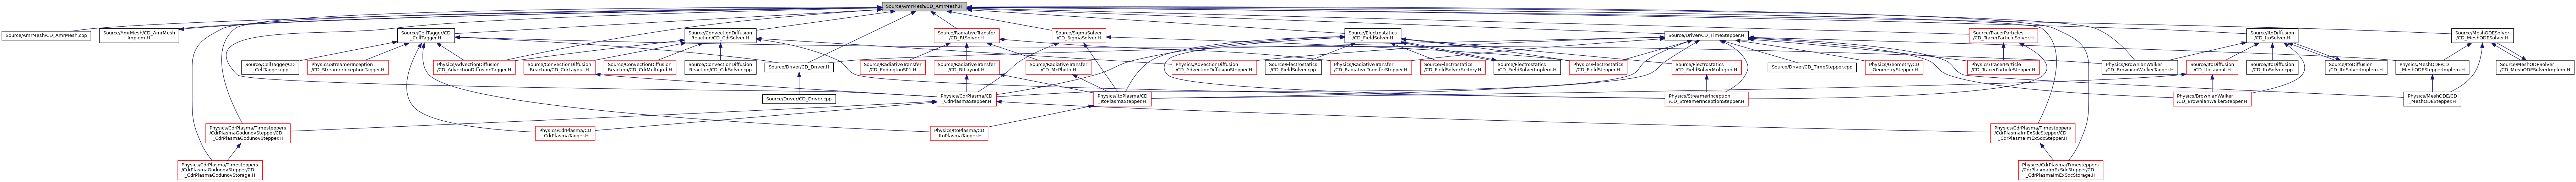 Source/AmrMesh/CD_AmrMesh.H
Source/AmrMesh/CD_AmrMesh.cpp
Source/AmrMesh/CD_AmrMesh
Implem.H
Source/CellTagger/CD
_CellTagger.H
Source/ConvectionDiffusion
Reaction/CD_CdrSolver.H
Source/RadiativeTransfer
/CD_RtSolver.H
Source/SigmaSolver
/CD_SigmaSolver.H
Source/Electrostatics
/CD_FieldSolver.H
Source/Driver/CD_TimeStepper.H
Source/TracerParticles
/CD_TracerParticleSolver.H
Source/ItoDiffusion
/CD_ItoSolver.H
Source/MeshODESolver
/CD_MeshODESolver.H
Source/CellTagger/CD
_CellTagger.cpp
Physics/StreamerInception
/CD_StreamerInceptionTagger.H
Physics/AdvectionDiffusion
/CD_AdvectionDiffusionTagger.H
Source/ConvectionDiffusion
Reaction/CD_CdrLayout.H
Source/ConvectionDiffusion
Reaction/CD_CdrMultigrid.H
Source/ConvectionDiffusion
Reaction/CD_CdrSolver.cpp
Source/Driver/CD_Driver.H
Source/RadiativeTransfer
/CD_EddingtonSP1.H
Source/RadiativeTransfer
/CD_RtLayout.H
Source/RadiativeTransfer
/CD_McPhoto.H
Physics/AdvectionDiffusion
/CD_AdvectionDiffusionStepper.H
Source/Electrostatics
/CD_FieldSolver.cpp
Physics/RadiativeTransfer
/CD_RadiativeTransferStepper.H
Source/Electrostatics
/CD_FieldSolverFactory.H
Source/Electrostatics
/CD_FieldSolverImplem.H
Physics/Electrostatics
/CD_FieldStepper.H
Source/Electrostatics
/CD_FieldSolverMultigrid.H
Source/Driver/CD_TimeStepper.cpp
Physics/Geometry/CD
_GeometryStepper.H
Physics/TracerParticle
/CD_TracerParticleStepper.H
Physics/BrownianWalker
/CD_BrownianWalkerTagger.H
Source/ItoDiffusion
/CD_ItoLayout.H
Source/ItoDiffusion
/CD_ItoSolver.cpp
Source/ItoDiffusion
/CD_ItoSolverImplem.H
Physics/MeshODE/CD
_MeshODEStepperImplem.H
Source/MeshODESolver
/CD_MeshODESolverImplem.H
Source/Driver/CD_Driver.cpp
Physics/CdrPlasma/CD
_CdrPlasmaStepper.H
Physics/ItoPlasma/CD
_ItoPlasmaStepper.H
Physics/StreamerInception
/CD_StreamerInceptionStepper.H
Physics/BrownianWalker
/CD_BrownianWalkerStepper.H
Physics/MeshODE/CD
_MeshODEStepper.H
Physics/CdrPlasma/Timesteppers
/CdrPlasmaGodunovStepper/CD
_CdrPlasmaGodunovStepper.H
Physics/CdrPlasma/CD
_CdrPlasmaTagger.H
Physics/ItoPlasma/CD
_ItoPlasmaTagger.H
Physics/CdrPlasma/Timesteppers
/CdrPlasmaImExSdcStepper/CD
_CdrPlasmaImExSdcStepper.H
Physics/CdrPlasma/Timesteppers
/CdrPlasmaGodunovStepper/CD
_CdrPlasmaGodunovStorage.H
Physics/CdrPlasma/Timesteppers
/CdrPlasmaImExSdcStepper/CD
_CdrPlasmaImExSdcStorage.H